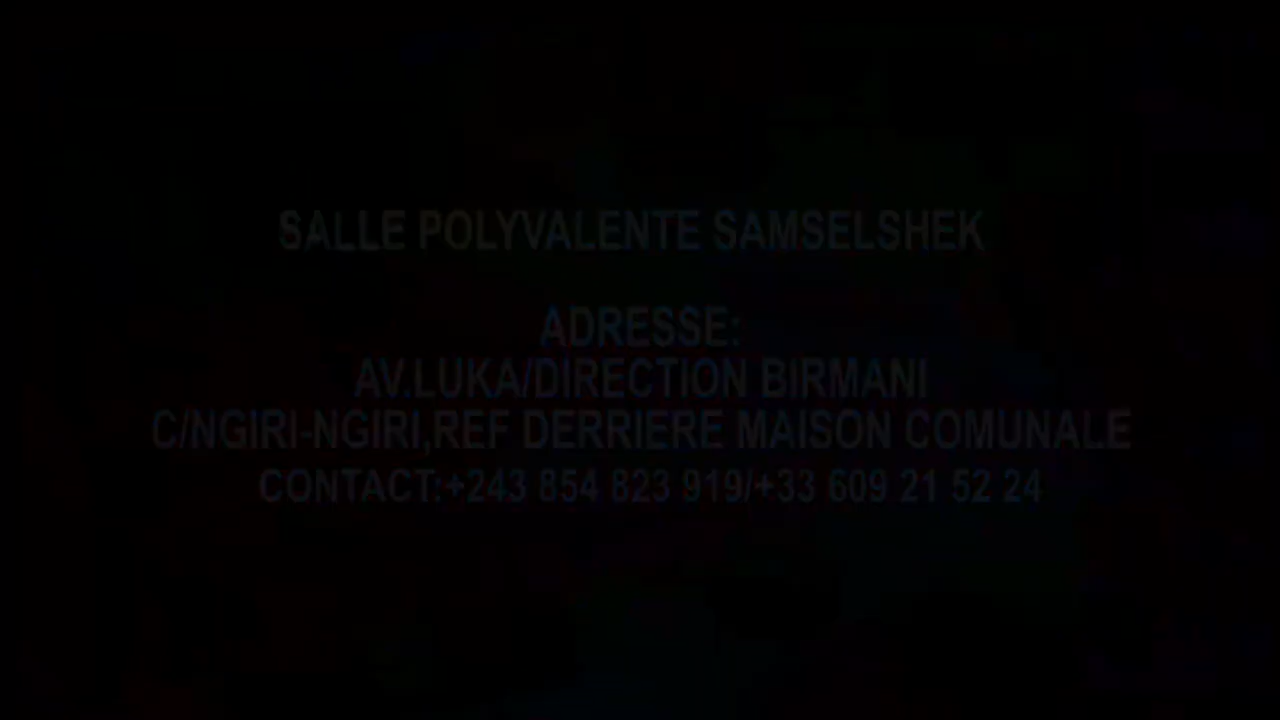 SALLE POLYVALENTE SAMSELSHEK
ADRESSE:
AV.LUKA/DIRECTION BIRMANI
C/NGIRI-NGIRI,REF DERRIERE MAISON COMUNALE
CONTACT:+243 854 823 919/+33 609 21 52 24